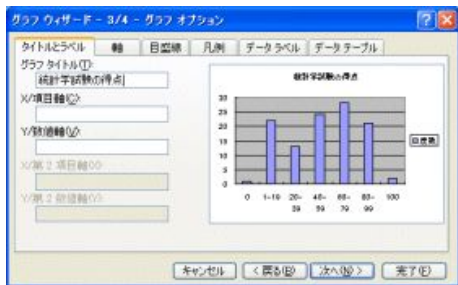 グラフ ウィザード - 3/4 - グラフ オプション
タイトルとラベル 軸 目盛線 凡例 データ ラベル データ テーブル
グラフ タイトル(T):
統計学試験の得点
X/項目軸(C):
Y/数値軸(V):
X/第 2 項目軸(X):
Y/第 2 数値軸(Y):
統計学試験の得点
30
25
20
15
10
5
0
0 1-19 20-39 40-59 60-79 80-99 100
度数
キャンセル < 戻る(B) 次へ(N) > 完了(F)